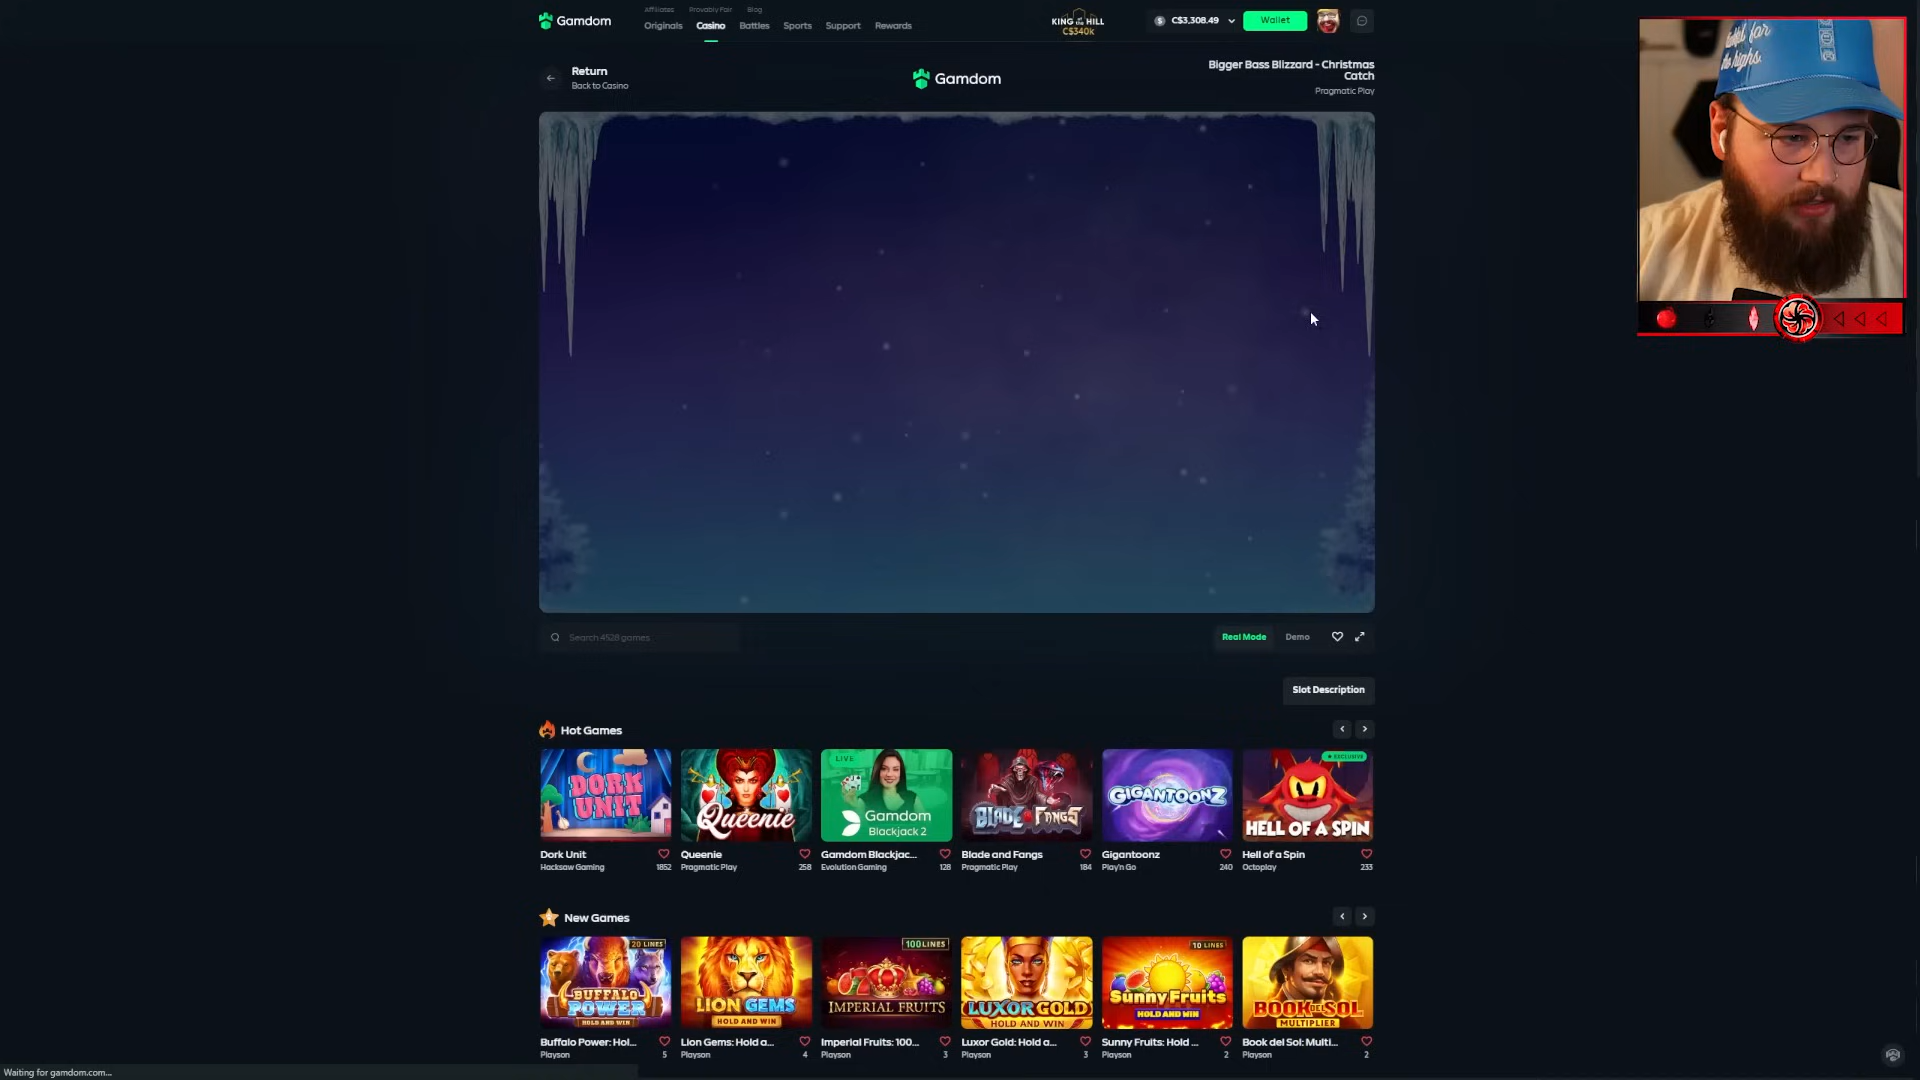 Affiliates Provably Fair Blog
Gamdom
Originals Casino Battles Sports Support Rewards
KING OF THE HILL
C$340k
C$3,308.49
Wallet
Return
Back to Casino
Gamdom
Bigger Bass Blizzard - Christmas
Catch
Pragmatic Play
thankful for
the highs.
Search 4528 games
Real Mode Demo
Slot Description
Hot Games
DORK
UNIT
Queenie
LIVE
Gamdom
Blackjack 2
BLADE & FANGS
GIGANTOONZ
EXCLUSIVE
HELL OF A SPIN
Dork Unit
Hacksaw Gaming 1852
Queenie
Pragmatic Play 258
Gamdom Blackjac...
Evolution Gaming 128
Blade and Fangs
Pragmatic Play 184
Gigantoonz
Play'n Go 240
Hell of a Spin
Octoplay 233
New Games
20 LINES
BUFFALO
POWER
HOLD AND WIN
LION GEMS
HOLD AND WIN
100 LINES
IMPERIAL FRUITS
LUXOR GOLD
HOLD AND WIN
10 LINES
Sunny Fruits
HOLD AND WIN
BOOK DEL SOL
MULTIPLIER
Buffalo Power: Hol...
Playson 5
Lion Gems: Hold a...
Playson 4
Imperial Fruits: 100...
Playson 3
Luxor Gold: Hold a...
Playson 3
Sunny Fruits: Hold ...
Playson 2
Book del Sol: Multi...
Playson 2
Waiting for gamdom.com...